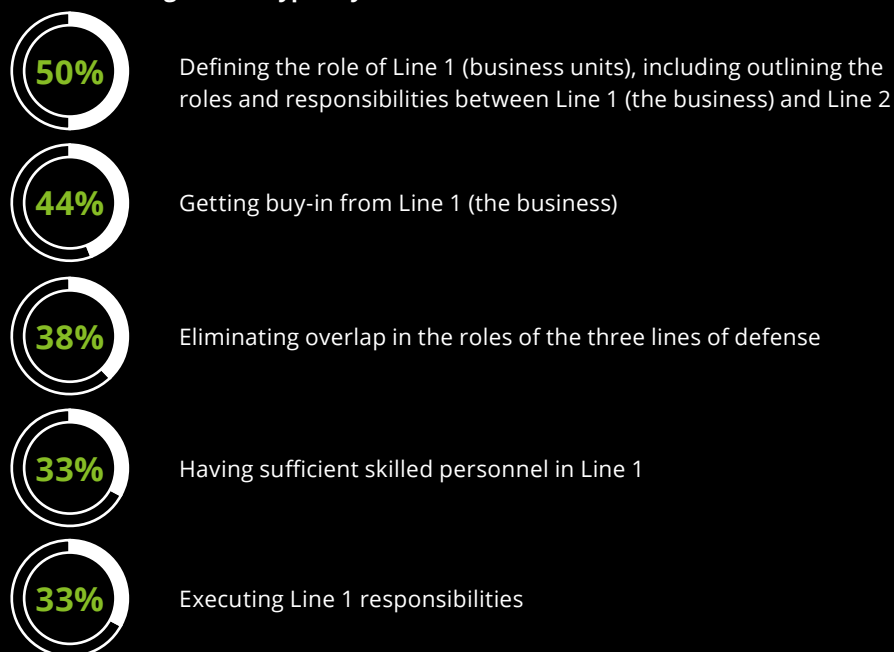 50%
Defining the role of Line 1 (business units), including outlining the
roles and responsibilities between Line 1 (the business) and Line 2
44%
Getting buy-in from Line 1 (the business)
38%
Eliminating overlap in the roles of the three lines of defense
33%
Having sufficient skilled personnel in Line 1
33%
Executing Line 1 responsibilities